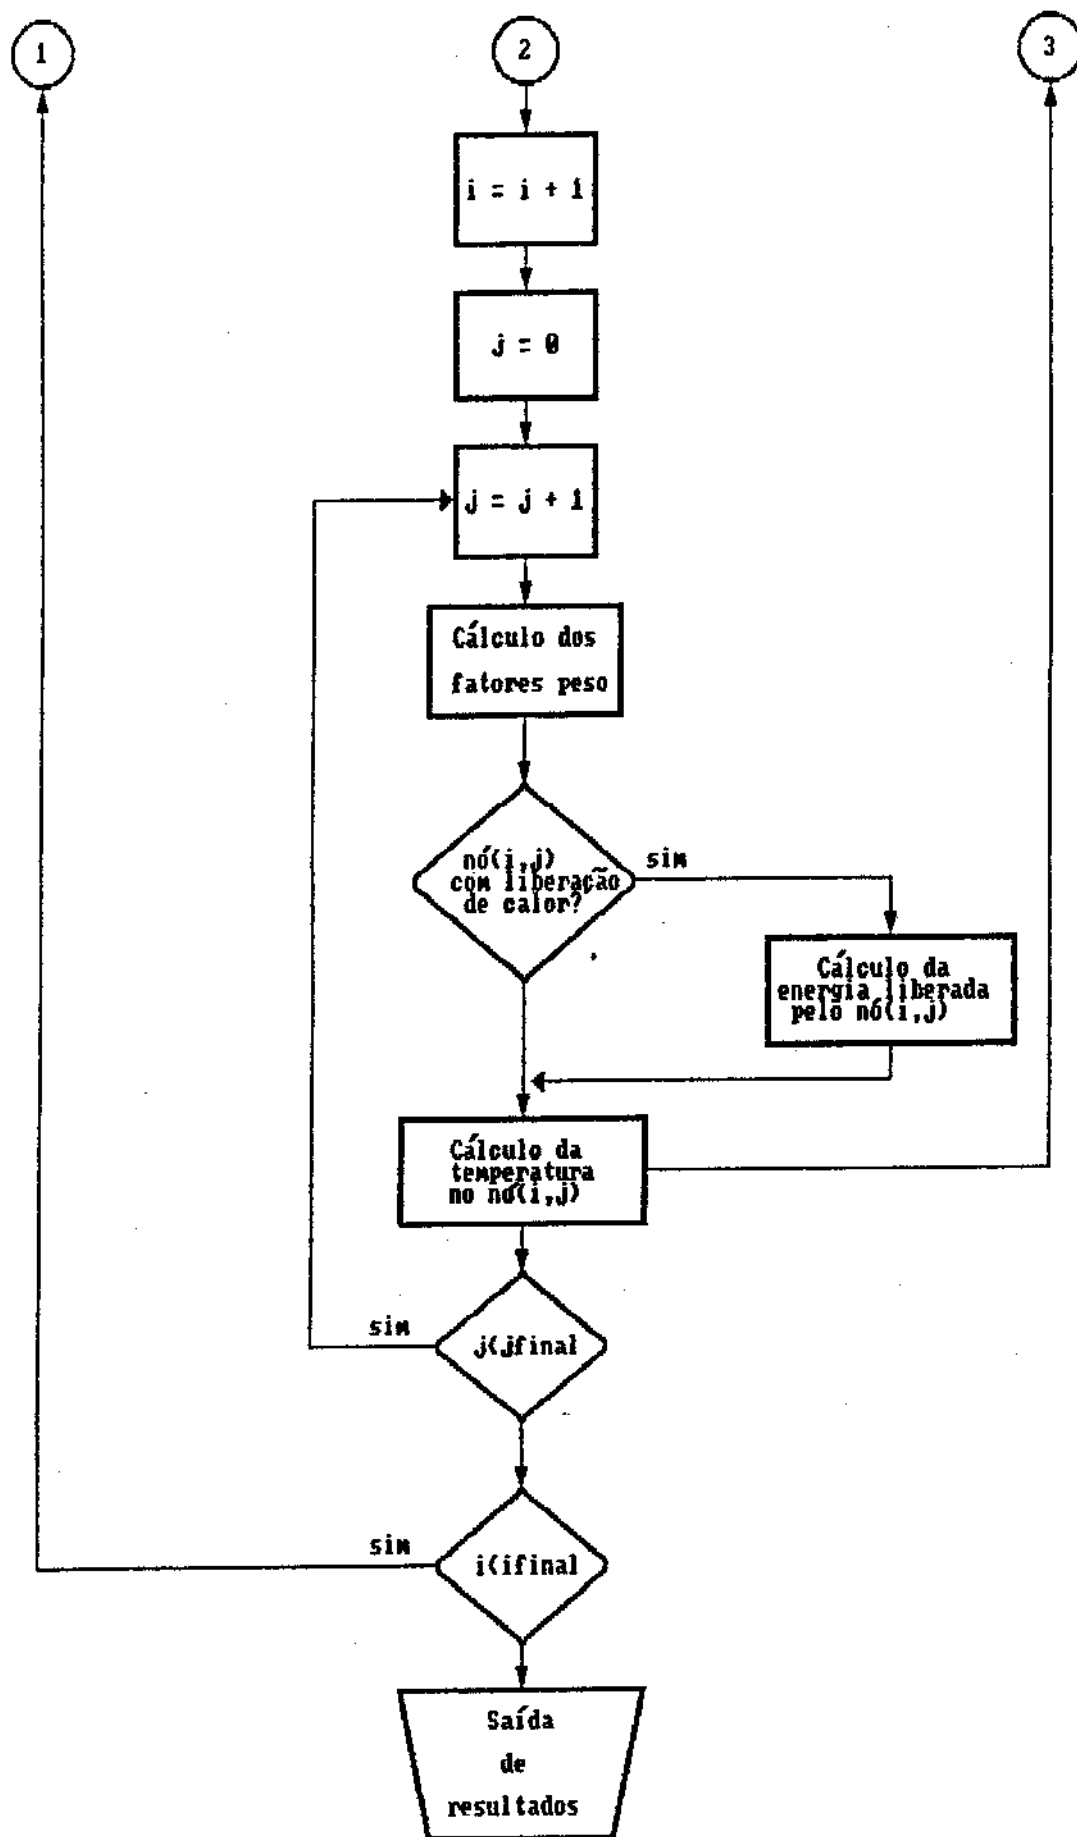 1
2
3
i = i + 1
j = 0
j = j + 1
Cálculo dos
fatores peso
nó(i,j)
com liberação
de calor?
sim
Cálculo da
energia liberada
pelo nó(i,j)
Cálculo da
temperatura
no nó(i,j)
sim
j<jfinal
sim
i<ifinal
Saída
de
resultados